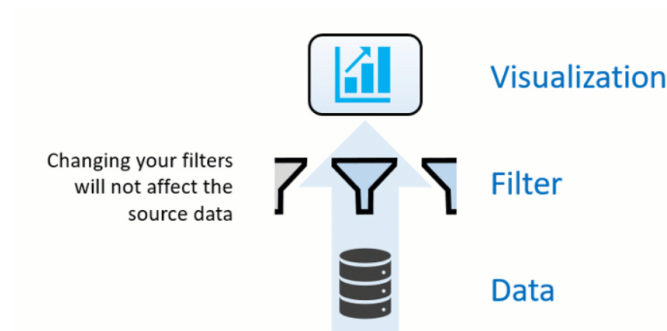 Visualization
Changing your filters
will not affect the
source data
Filter
Data